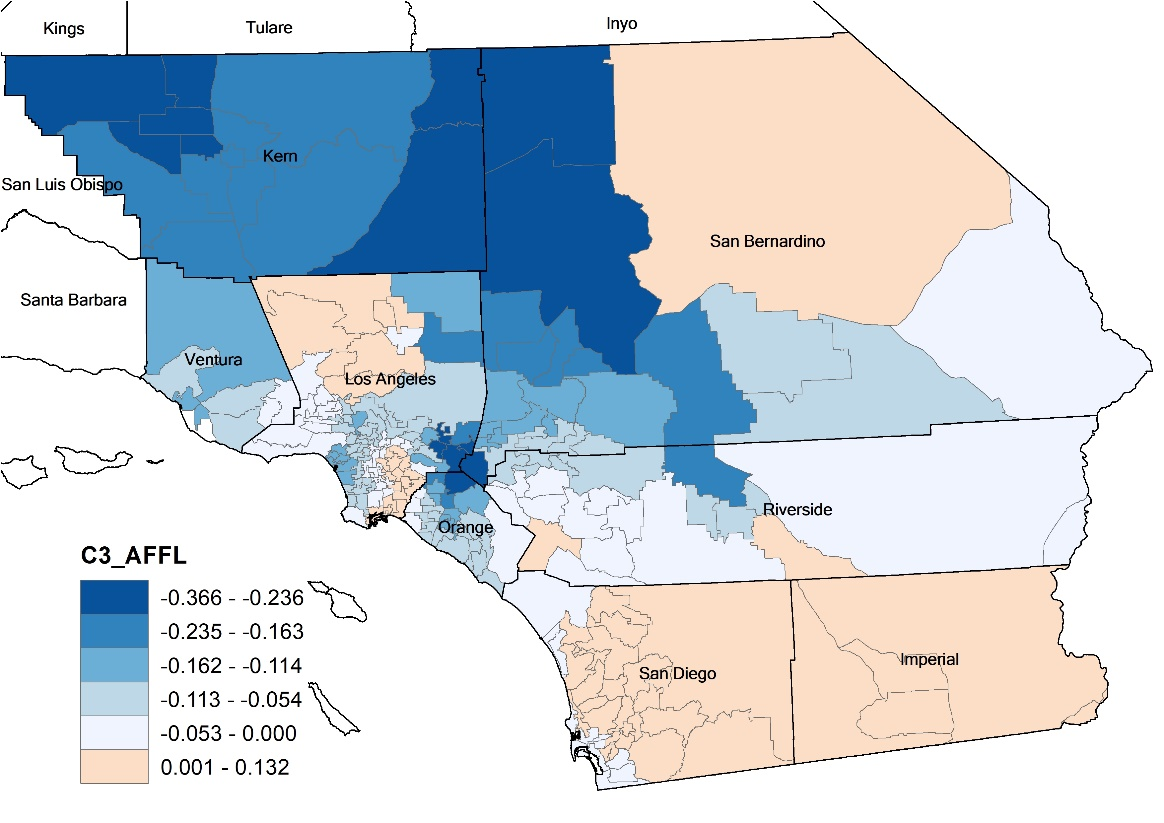 Kings
Tulare
Inyo
Kern
San Luis Obispo
San Bernardino
Santa Barbara
Ventura
Los Angeles
Riverside
Orange
San Diego
Imperial
C3_AFFL
-0.366 - -0.236
-0.235 - -0.163
-0.162 - -0.114
-0.113 - -0.054
-0.053 - 0.000
0.001 - 0.132